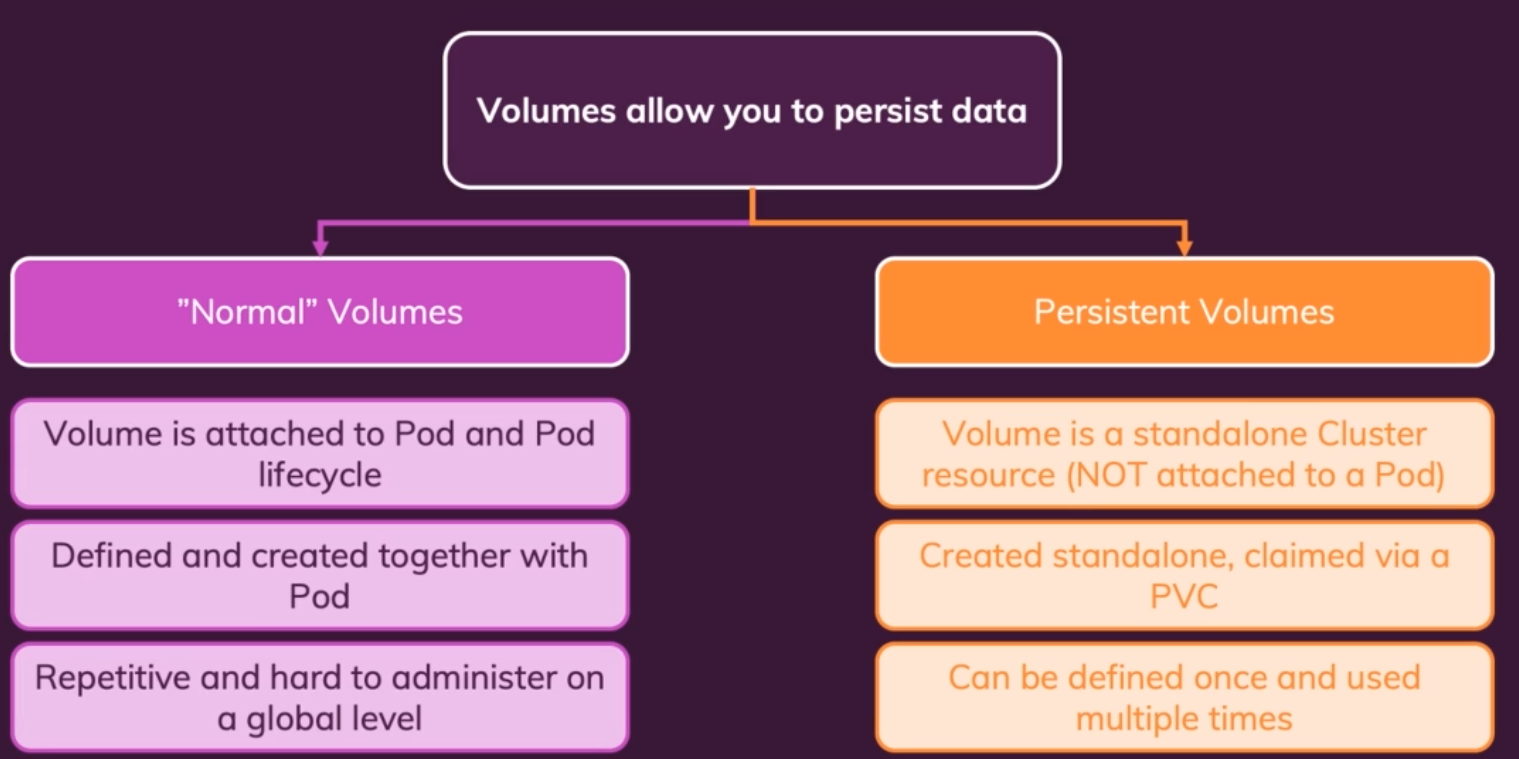 Volumes allow you to persist data
”Normal” Volumes
Persistent Volumes
Volume is attached to Pod and Pod
lifecycle
Volume is a standalone Cluster
resource (NOT attached to a Pod)
Defined and created together with
Pod
Created standalone, claimed via a
PVC
Repetitive and hard to administer on
a global level
Can be defined once and used
multiple times